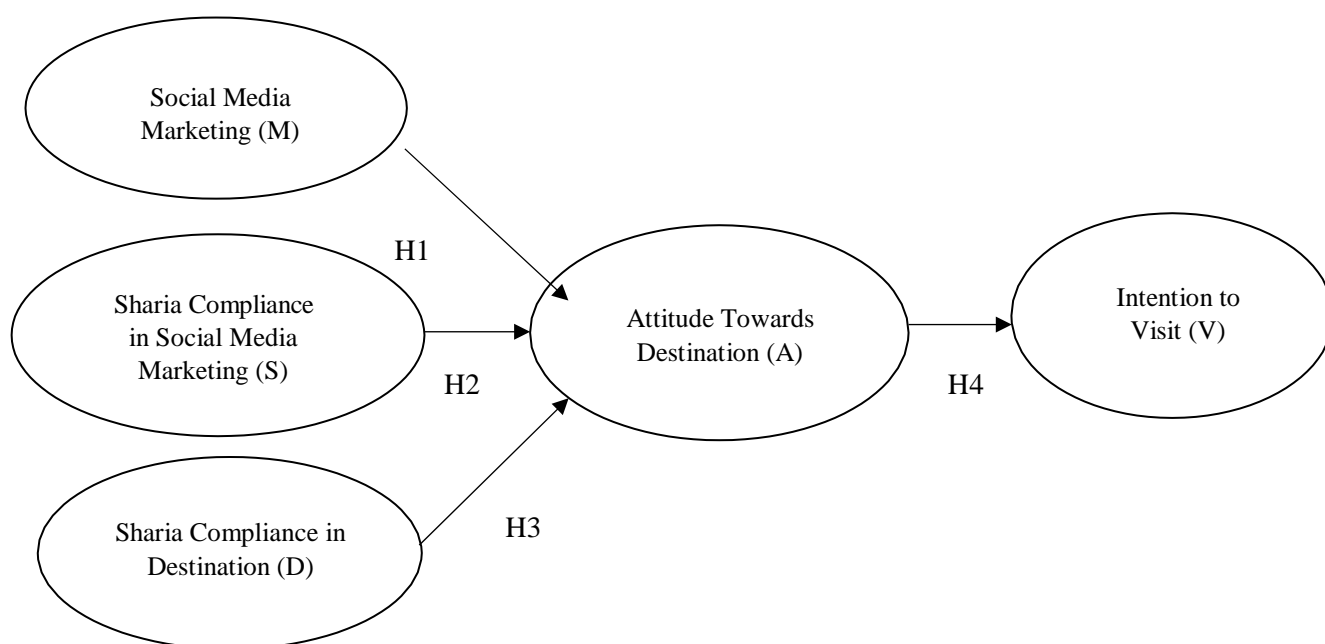 Social Media
Marketing (M)
H1
Sharia Compliance
in Social Media
Marketing (S)
H2
Sharia Compliance in
Destination (D)
H3
Attitude Towards
Destination (A)
H4
Intention to
Visit (V)